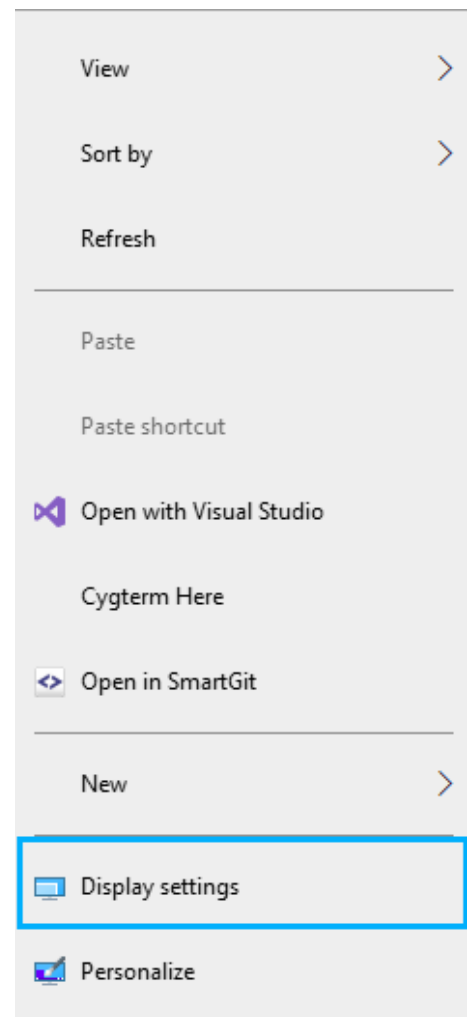 View
Sort by
Refresh
Paste
Paste shortcut
Open with Visual Studio
Cygterm Here
Open in SmartGit
New
Display settings
Personalize